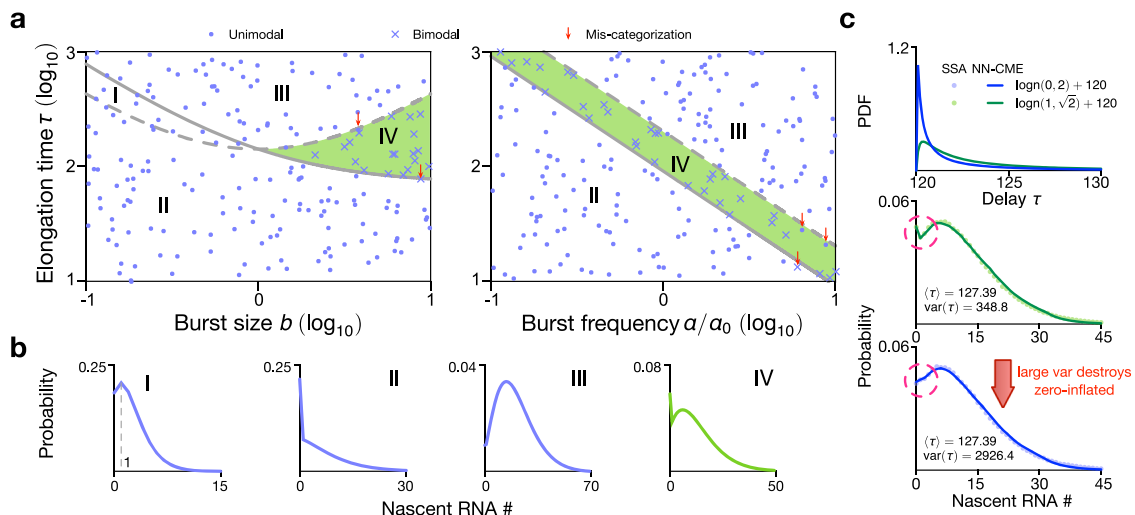 a
Unimodal
Bimodal
Mis-categorization
Elongation time τ (log10)
3
2
1
I
III
IV
II
-1
0
1
Burst size b (log10)
3
2
1
III
IV
II
-1
0
1
Burst frequency a/a0 (log10)
b
Probability
0.25
I
1
0
15
0.25
II
0
30
0.04
III
0
70
0.08
IV
0
50
Nascent RNA #
c
1.2
SSA NN-CME
logn(0, 2) + 120
logn(1, √2) + 120
PDF
120
125
130
Delay τ
0.06
⟨τ⟩ = 127.39
var(τ) = 348.8
0
15
30
45
Probability
0.06
large var destroys
zero-inflated
⟨τ⟩ = 127.39
var(τ) = 2926.4
0
15
30
45
Nascent RNA #